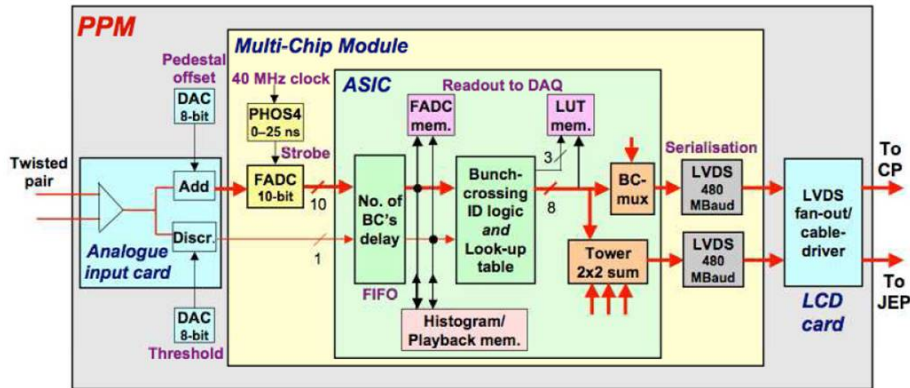 PPM
Multi-Chip Module
Pedestal
offset
40 MHz clock
ASIC
Readout to DAQ
DAC
8-bit
PHOS4
0–25 ns
FADC
mem.
LUT
mem.
Strobe
3
Serialisation
To
CP
Twisted
pair
Add
FADC
10-bit
10
No. of
BC's
delay
Bunch-
crossing
ID logic
and
Look-up
table
8
BC-
mux
LVDS
480
MBaud
LVDS
fan-out/
cable-
driver
Discr.
1
Analogue
input card
Tower
2x2 sum
LVDS
480
MBaud
FIFO
To
JEP
DAC
8-bit
Threshold
Histogram/
Playback mem.
LCD
card